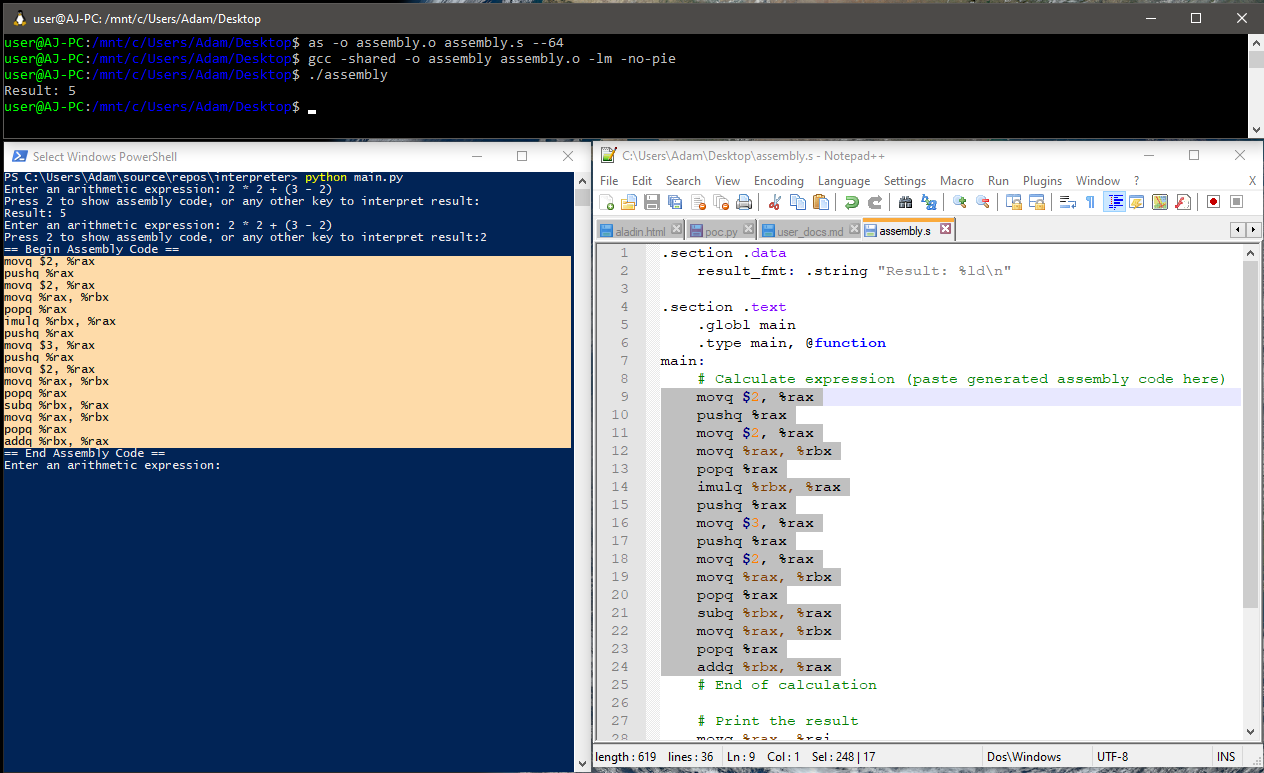 user@AJ-PC: /mnt/c/Users/Adam/Desktop
user@AJ-PC:/mnt/c/Users/Adam/Desktop$ as -o assembly.o assembly.s --64
user@AJ-PC:/mnt/c/Users/Adam/Desktop$ gcc -shared -o assembly assembly.o -lm -no-pie
user@AJ-PC:/mnt/c/Users/Adam/Desktop$ ./assembly
Result: 5
user@AJ-PC:/mnt/c/Users/Adam/Desktop$
Select Windows PowerShell
PS C:\Users\Adam\source\repos\interpreter> python main.py
Enter an arithmetic expression: 2 * 2 + (3 - 2)
Press 2 to show assembly code, or any other key to interpret result:
Result: 5
Enter an arithmetic expression: 2 * 2 + (3 - 2)
Press 2 to show assembly code, or any other key to interpret result:2
== Begin Assembly Code ==
movq $2, %rax
pushq %rax
movq $2, %rax
movq %rax, %rbx
popq %rax
imulq %rbx, %rax
pushq %rax
movq $3, %rax
pushq %rax
movq $2, %rax
movq %rax, %rbx
popq %rax
subq %rbx, %rax
movq %rax, %rbx
popq %rax
addq %rbx, %rax
== End Assembly Code ==
Enter an arithmetic expression:
C:\Users\Adam\Desktop\assembly.s - Notepad++
File Edit Search View Encoding Language Settings Macro Run Plugins Window ? X
aladin.html poc.py user_docs.md assembly.s
1 .section .data
2 result_fmt: .string "Result: %ld\n"
3
4 .section .text
5 .globl main
6 .type main, @function
7 main:
8 # Calculate expression (paste generated assembly code here)
9 movq $2, %rax
10 pushq %rax
11 movq $2, %rax
12 movq %rax, %rbx
13 popq %rax
14 imulq %rbx, %rax
15 pushq %rax
16 movq $3, %rax
17 pushq %rax
18 movq $2, %rax
19 movq %rax, %rbx
20 popq %rax
21 subq %rbx, %rax
22 movq %rax, %rbx
23 popq %rax
24 addq %rbx, %rax
25 # End of calculation
26
27 # Print the result
28 movq %rax, %rsi
length : 619 lines : 36 Ln : 9 Col : 1 Sel : 248 | 17 Dos\Windows UTF-8 INS